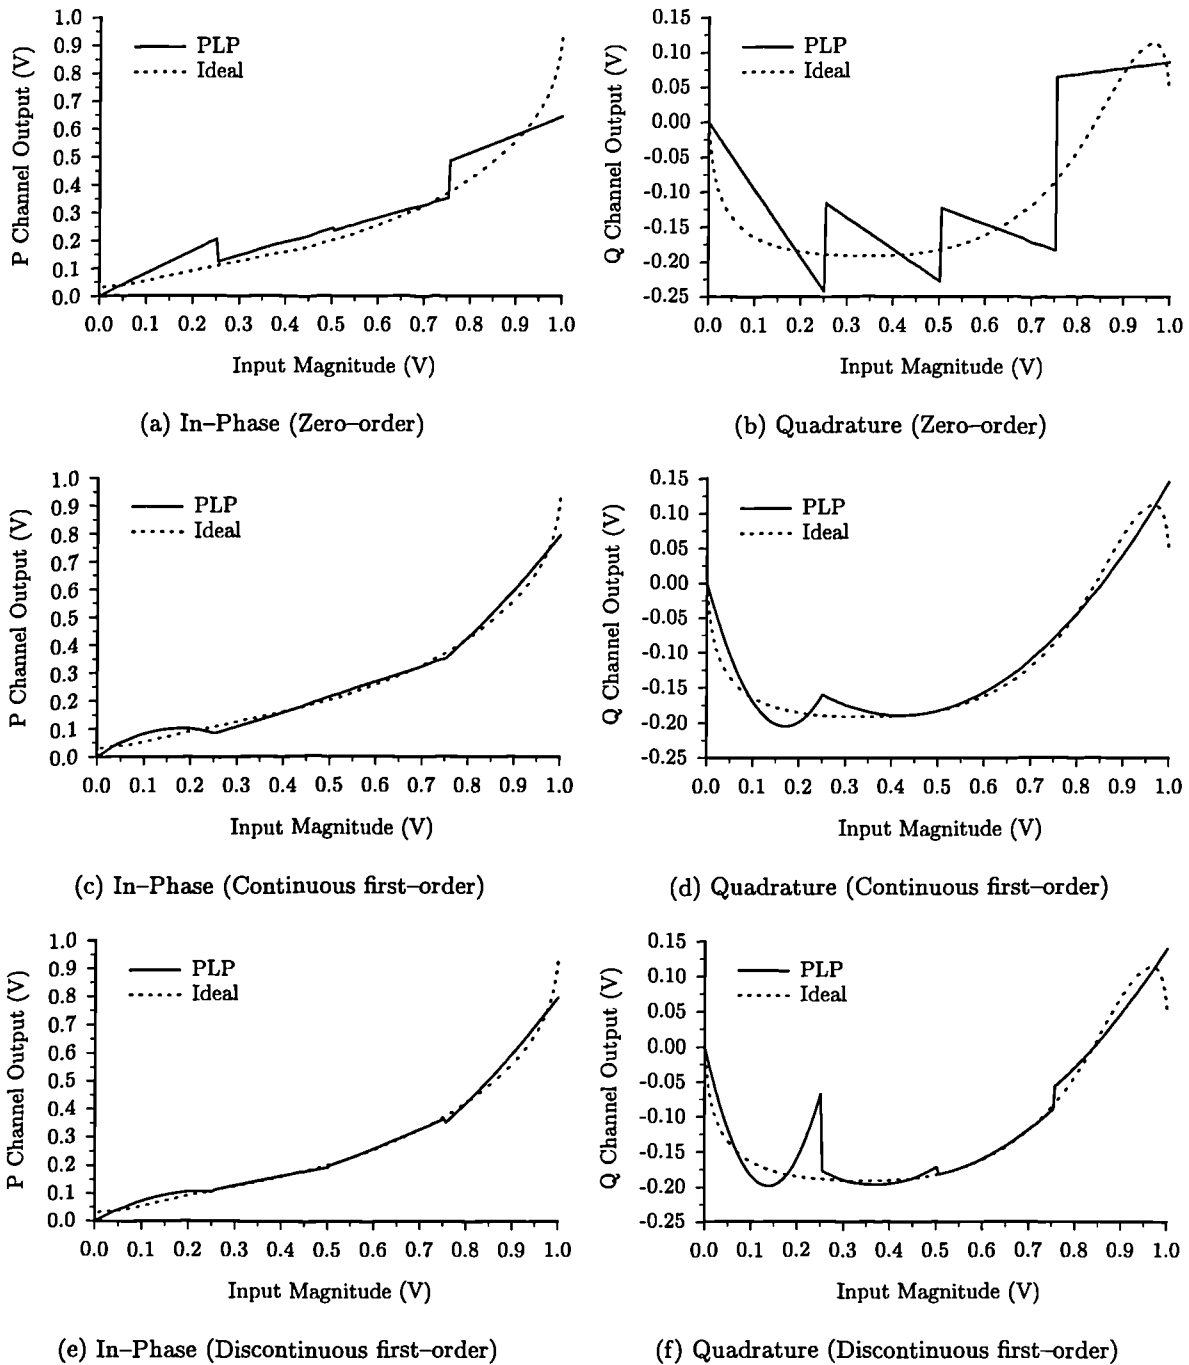 1.0
0.9
0.8
0.7
0.6
0.5
0.4
0.3
0.2
0.1
0.0
P Channel Output (V)
PLP
Ideal
0.0 0.1 0.2 0.3 0.4 0.5 0.6 0.7 0.8 0.9 1.0
Input Magnitude (V)
(a) In–Phase (Zero–order)
0.15
0.10
0.05
0.00
-0.05
-0.10
-0.15
-0.20
-0.25
Q Channel Output (V)
PLP
Ideal
0.0 0.1 0.2 0.3 0.4 0.5 0.6 0.7 0.8 0.9 1.0
Input Magnitude (V)
(b) Quadrature (Zero–order)
1.0
0.9
0.8
0.7
0.6
0.5
0.4
0.3
0.2
0.1
0.0
P Channel Output (V)
PLP
Ideal
0.0 0.1 0.2 0.3 0.4 0.5 0.6 0.7 0.8 0.9 1.0
Input Magnitude (V)
(c) In–Phase (Continuous first–order)
0.15
0.10
0.05
0.00
-0.05
-0.10
-0.15
-0.20
-0.25
Q Channel Output (V)
PLP
Ideal
0.0 0.1 0.2 0.3 0.4 0.5 0.6 0.7 0.8 0.9 1.0
Input Magnitude (V)
(d) Quadrature (Continuous first–order)
1.0
0.9
0.8
0.7
0.6
0.5
0.4
0.3
0.2
0.1
0.0
P Channel Output (V)
PLP
Ideal
0.0 0.1 0.2 0.3 0.4 0.5 0.6 0.7 0.8 0.9 1.0
Input Magnitude (V)
(e) In–Phase (Discontinuous first–order)
0.15
0.10
0.05
0.00
-0.05
-0.10
-0.15
-0.20
-0.25
Q Channel Output (V)
PLP
Ideal
0.0 0.1 0.2 0.3 0.4 0.5 0.6 0.7 0.8 0.9 1.0
Input Magnitude (V)
(f) Quadrature (Discontinuous first–order)